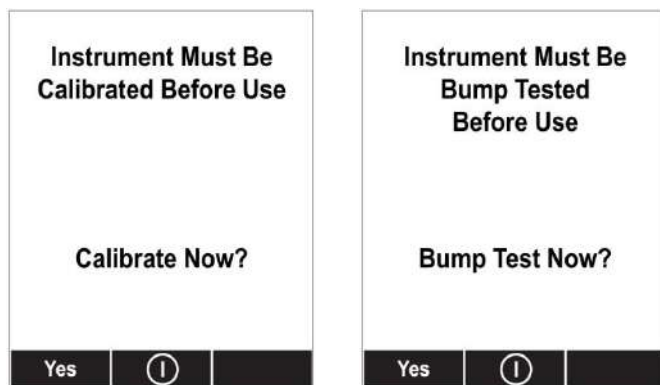 Instrument Must Be
Calibrated Before Use
Calibrate Now?
Yes
Instrument Must Be
Bump Tested
Before Use
Bump Test Now?
Yes